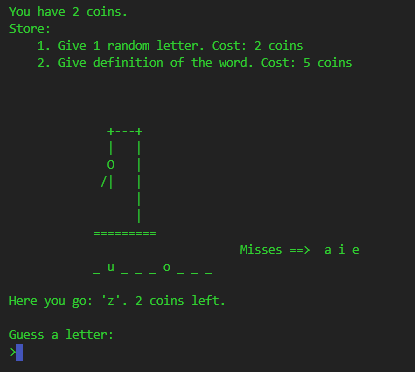 You have 2 coins.
Store:
1. Give 1 random letter. Cost: 2 coins
2. Give definition of the word. Cost: 5 coins
+---+
|   |
O   |
/|   |
|
|
=========
Misses ==>  a i e
_ u _ _ _ o _ _ _
Here you go: 'z'. 2 coins left.
Guess a letter:
>